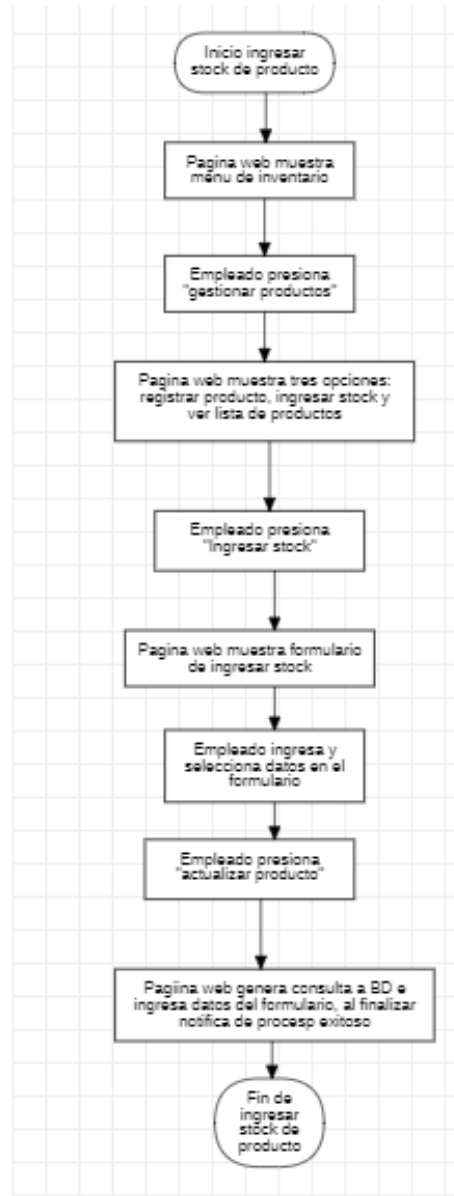 Inicio ingresar
stock de producto
Pagina web muestra
menu de inventario
Empleado presiona
"gestionar productos"
Pagina web muestra tres opciones:
registrar producto, ingresar stock y
ver lista de productos
Empleado presiona
"Ingresar stock"
Pagina web muestra formulario
de ingresar stock
Empleado ingresa y
selecciona datos en el
formulario
Empleado presiona
"actualizar producto"
Pagiina web genera consulta a BD e
ingresa datos del formulario, al finalizar
notifica de procesp exitoso
Fin de
ingresar
stock de
producto